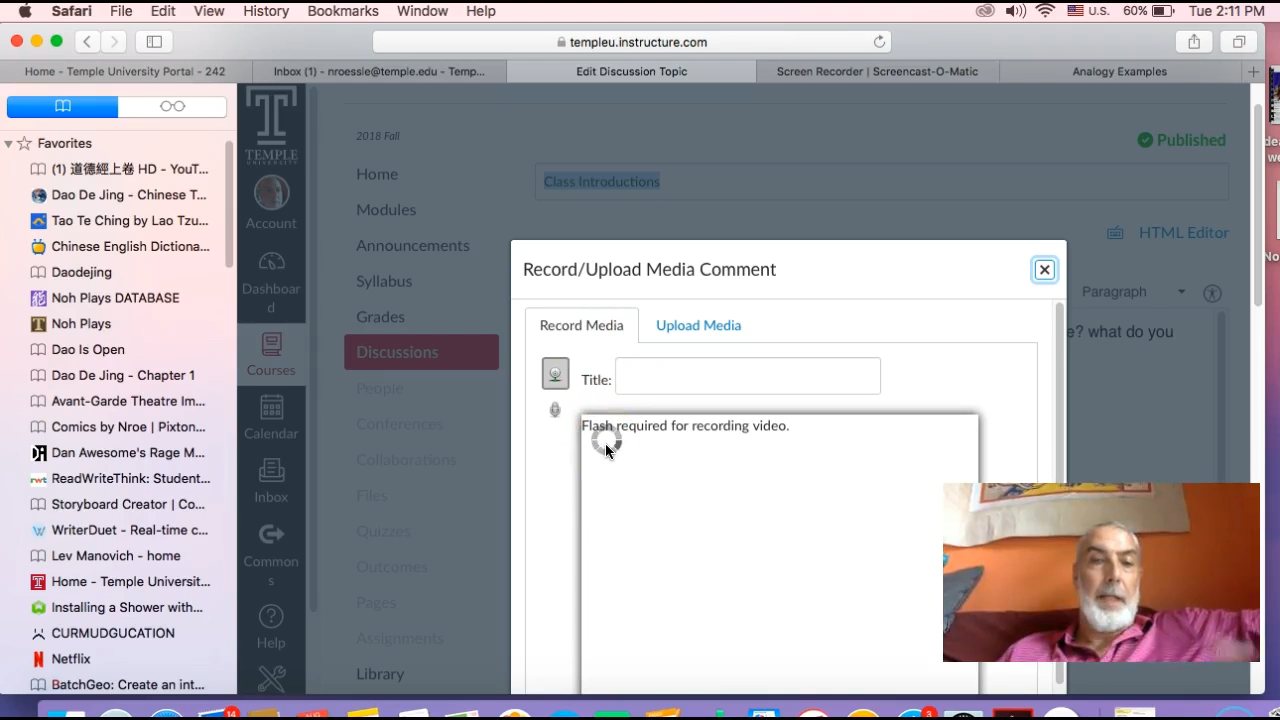 Safari File Edit View History Bookmarks Window Help U.S. 60% Tue 2:11 PM
templeu.instructure.com
Home - Temple University Portal - 242
Inbox (1) - nroessle@temple.edu - Temp...
Edit Discussion Topic
Screen Recorder | Screencast-O-Matic
Analogy Examples
Favorites
(1) 道德經上卷 HD - YouT...
Dao De Jing - Chinese T...
Tao Te Ching by Lao Tzu...
Chinese English Dictiona...
Daodejing
Noh Plays DATABASE
Noh Plays
Dao Is Open
Dao De Jing - Chapter 1
Avant-Garde Theatre Im...
Comics by Nroe | Pixton...
Dan Awesome's Rage M...
ReadWriteThink: Student...
Storyboard Creator | Co...
WriterDuet - Real-time c...
Lev Manovich - home
Home - Temple Universit...
Installing a Shower with...
CURMUDGUCATION
Netflix
BatchGeo: Create an int...
TEMPLE
UNIVERSITY
Account
Dashboar
d
Courses
Calendar
Inbox
Common
s
Help
2018 Fall
Home
Modules
Announcements
Syllabus
Grades
Discussions
People
Conferences
Collaborations
Files
Quizzes
Outcomes
Pages
Assignments
Library
Published
Class Introductions
HTML Editor
Paragraph
e? what do you
Record/Upload Media Comment
Record Media
Upload Media
Title:
Flash required for recording video.
14
3